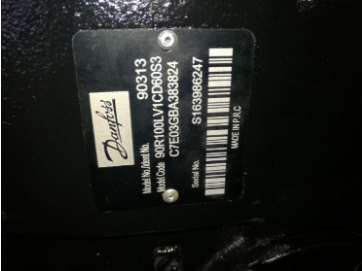 Danfoss
Model No./Ident No. 90313
Model Code 90R100LV1CD60S3
C7E03GBA383824
Serial No. S163986247
MADE IN P.R.C